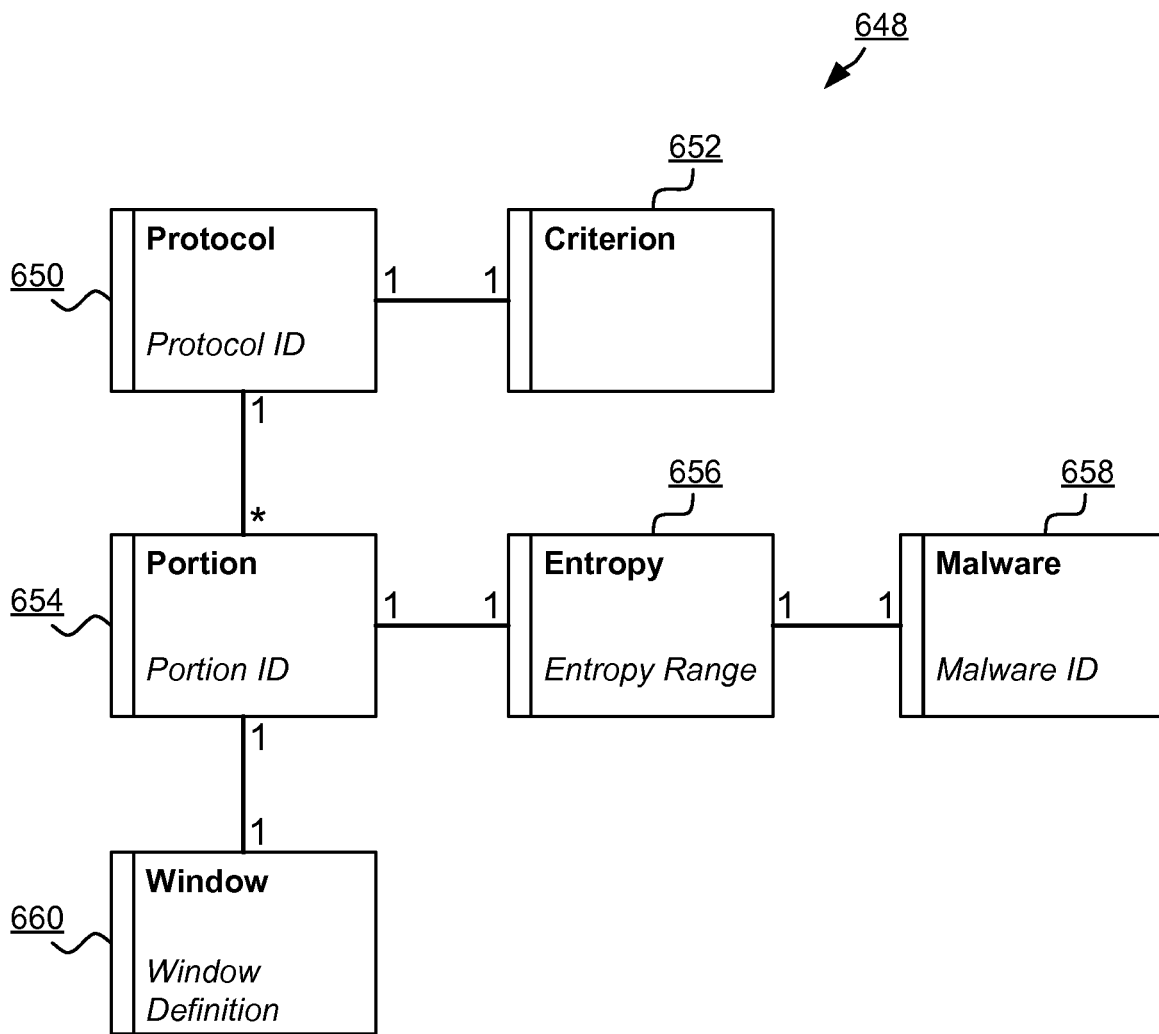 648
652
Protocol
Criterion
650
1
1
Protocol ID
1
656
658
*
Portion
Entropy
Malware
654
1
1
1
1
Portion ID
Entropy Range
Malware ID
1
1
Window
660
Window
Definition